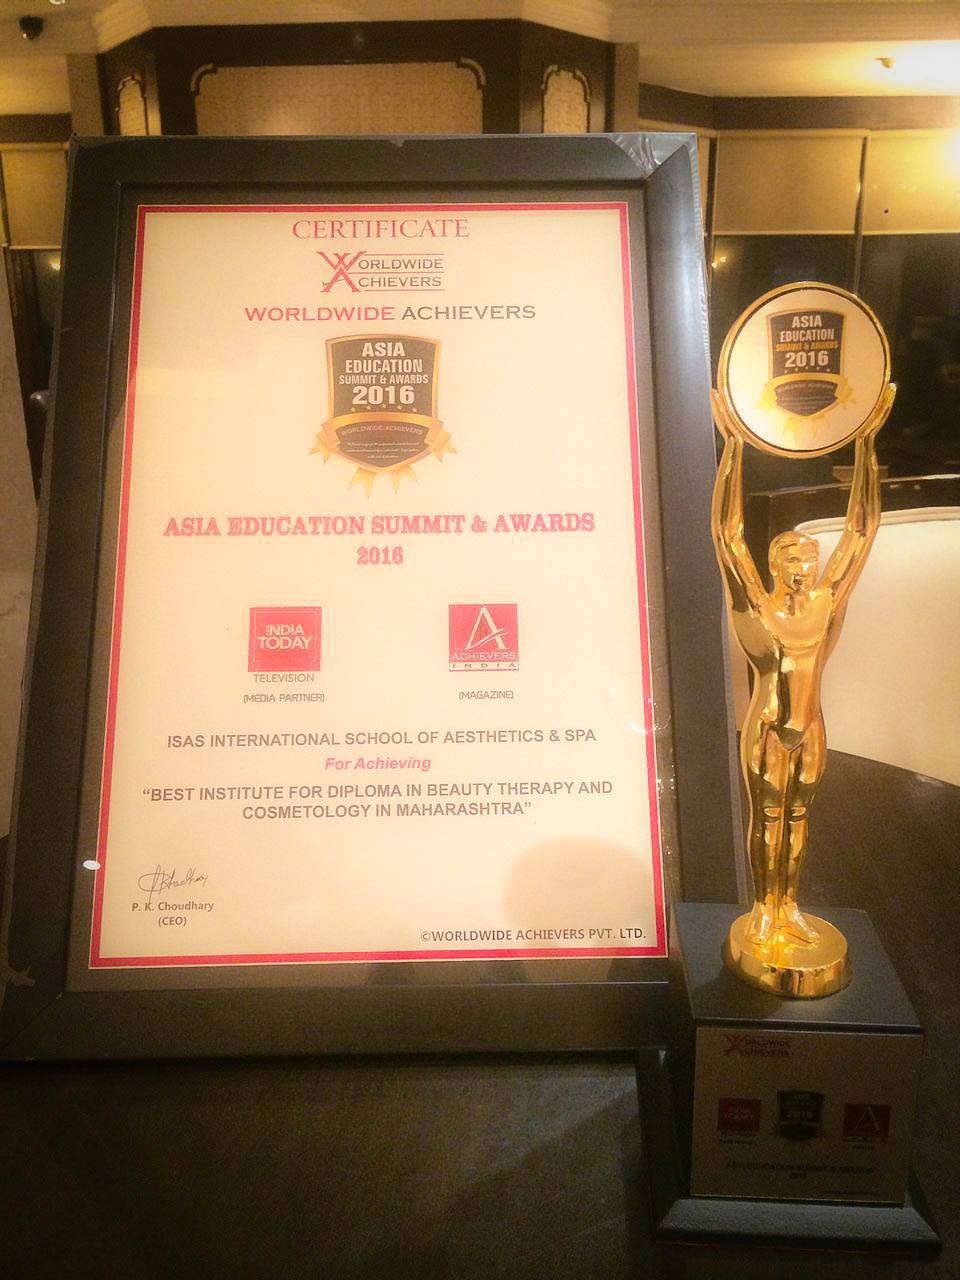 CERTIFICATE
WORLDWIDE
ACHIEVERS
WORLDWIDE ACHIEVERS
ASIA
EDUCATION
SUMMIT & AWARDS
2016
WORLDWIDE ACHIEVERS
ASIA EDUCATION SUMMIT & AWARDS
2016
INDIA
TODAY
TELEVISION
(MEDIA PARTNER)
ACHIEVERS
INDIA
(MAGAZINE)
ISAS INTERNATIONAL SCHOOL OF AESTHETICS & SPA
For Achieving
“BEST INSTITUTE FOR DIPLOMA IN BEAUTY THERAPY AND
COSMETOLOGY IN MAHARASHTRA”
P. K. Choudhary
(CEO)
©WORLDWIDE ACHIEVERS PVT. LTD.
ASIA
EDUCATION
SUMMIT & AWARDS
2016
WORLDWIDE ACHIEVERS
WORLDWIDE
ACHIEVERS
2016
ASIA EDUCATION SUMMIT & AWARDS
2016